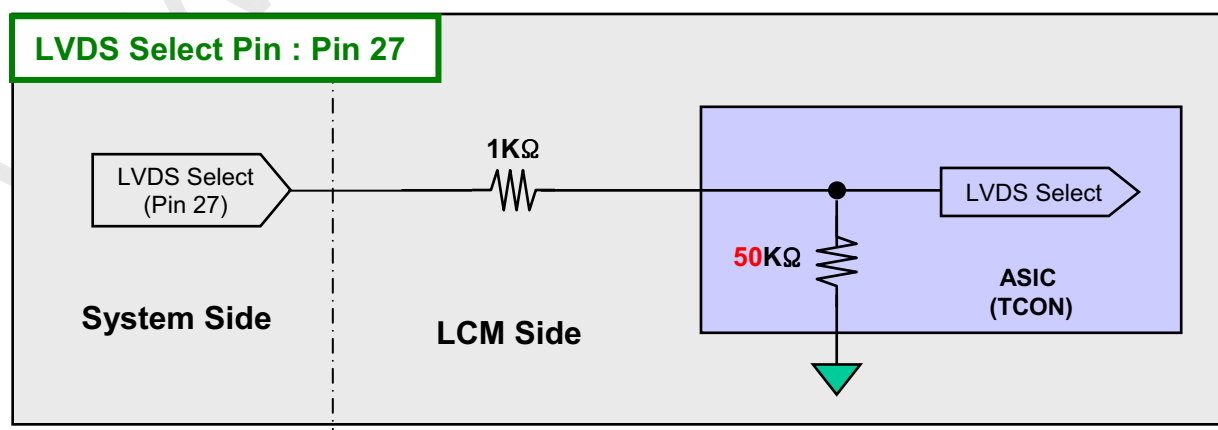 LVDS Select Pin : Pin 27
1KΩ
LVDS Select
(Pin 27)
LVDS Select
50KΩ
ASIC
(TCON)
System Side
LCM Side